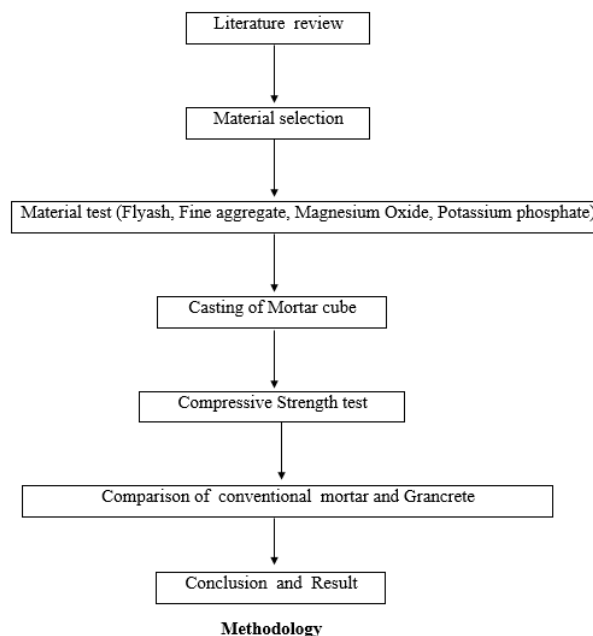 Literature review
Material selection
Material test (Flyash, Fine aggregate, Magnesium Oxide, Potassium phosphate)
Casting of Mortar cube
Compressive Strength test
Comparison of conventional mortar and Grancrete
Conclusion and Result
Methodology